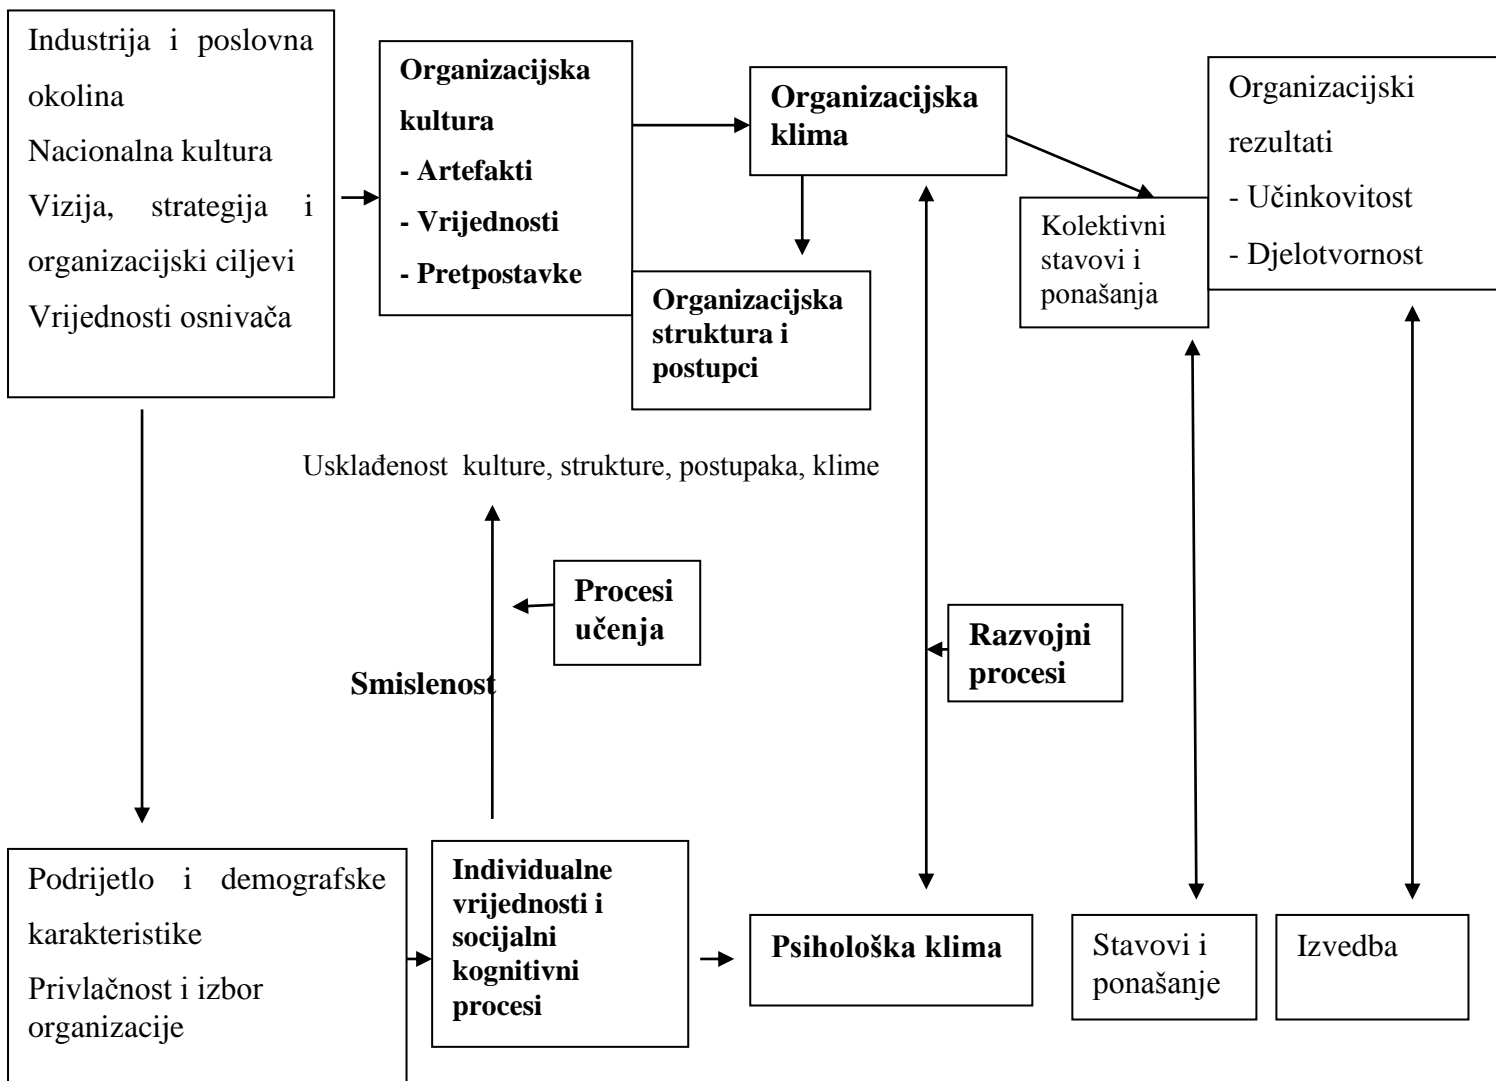 Industrija i poslovna
okolina
Nacionalna kultura
Vizija, strategija i
organizacijski ciljevi
Vrijednosti osnivača
Organizacijska
kultura
- Artefakti
- Vrijednosti
- Pretpostavke
Organizacijska
klima
Organizacijska
struktura i
postupci
Kolektivni
stavovi i
ponašanja
Organizacijski
rezultati
- Učinkovitost
- Djelotvornost
Usklađenost kulture, strukture, postupaka, klime
Procesi
učenja
Smislenost
Razvojni
procesi
Podrijetlo i demografske
karakteristike
Privlačnost i izbor
organizacije
Individualne
vrijednosti i
socijalni
kognitivni
procesi
Psihološka klima
Stavovi i
ponašanje
Izvedba